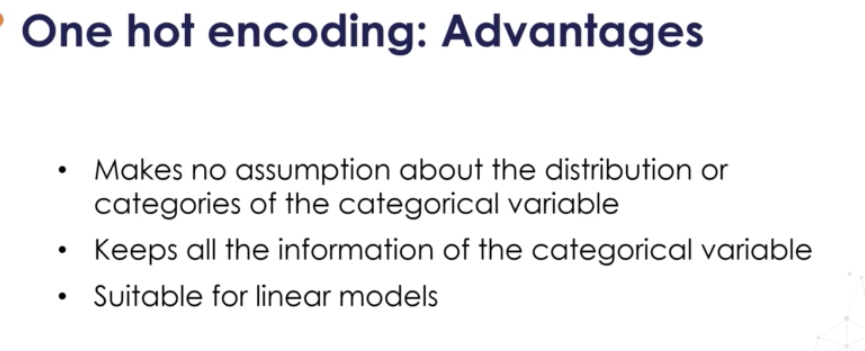 One hot encoding: Advantages
• Makes no assumption about the distribution or
categories of the categorical variable
• Keeps all the information of the categorical variable
• Suitable for linear models